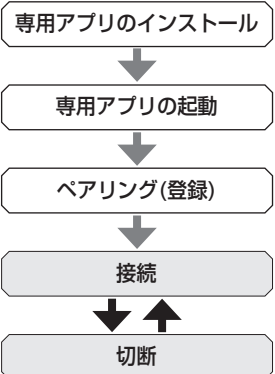 専用アプリのインストール
専用アプリの起動
ペアリング(登録)
接続
切断